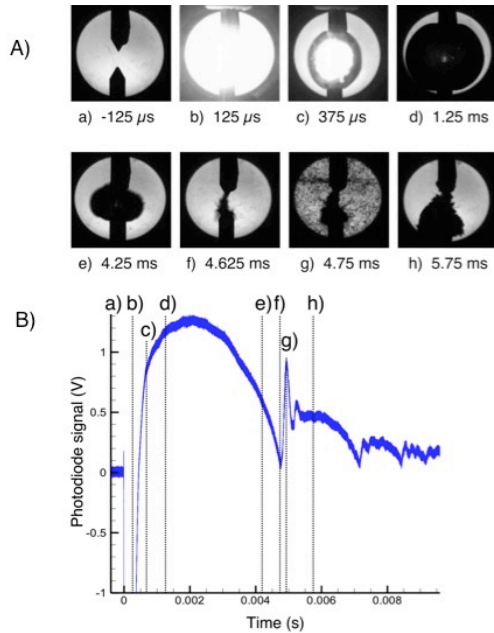 A)
a) -125 μs b) 125 μs c) 375 μs d) 1.25 ms
e) 4.25 ms f) 4.625 ms g) 4.75 ms h) 5.75 ms
B)
a) b) c) d) e) f) g) h)
1
0.5
0
-0.5
-1
Photodiode signal (V)
0 0.002 0.004 0.006 0.008
Time (s)